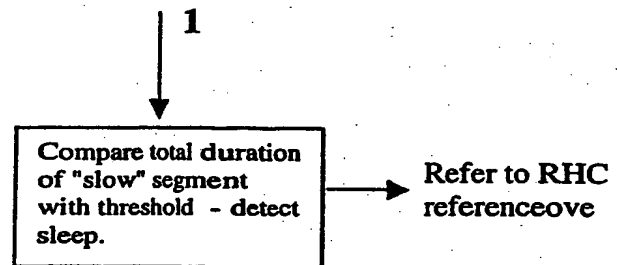 1
Compare total duration
of "slow" segment
with threshold - detect
sleep.
Refer to RHC
referenceove